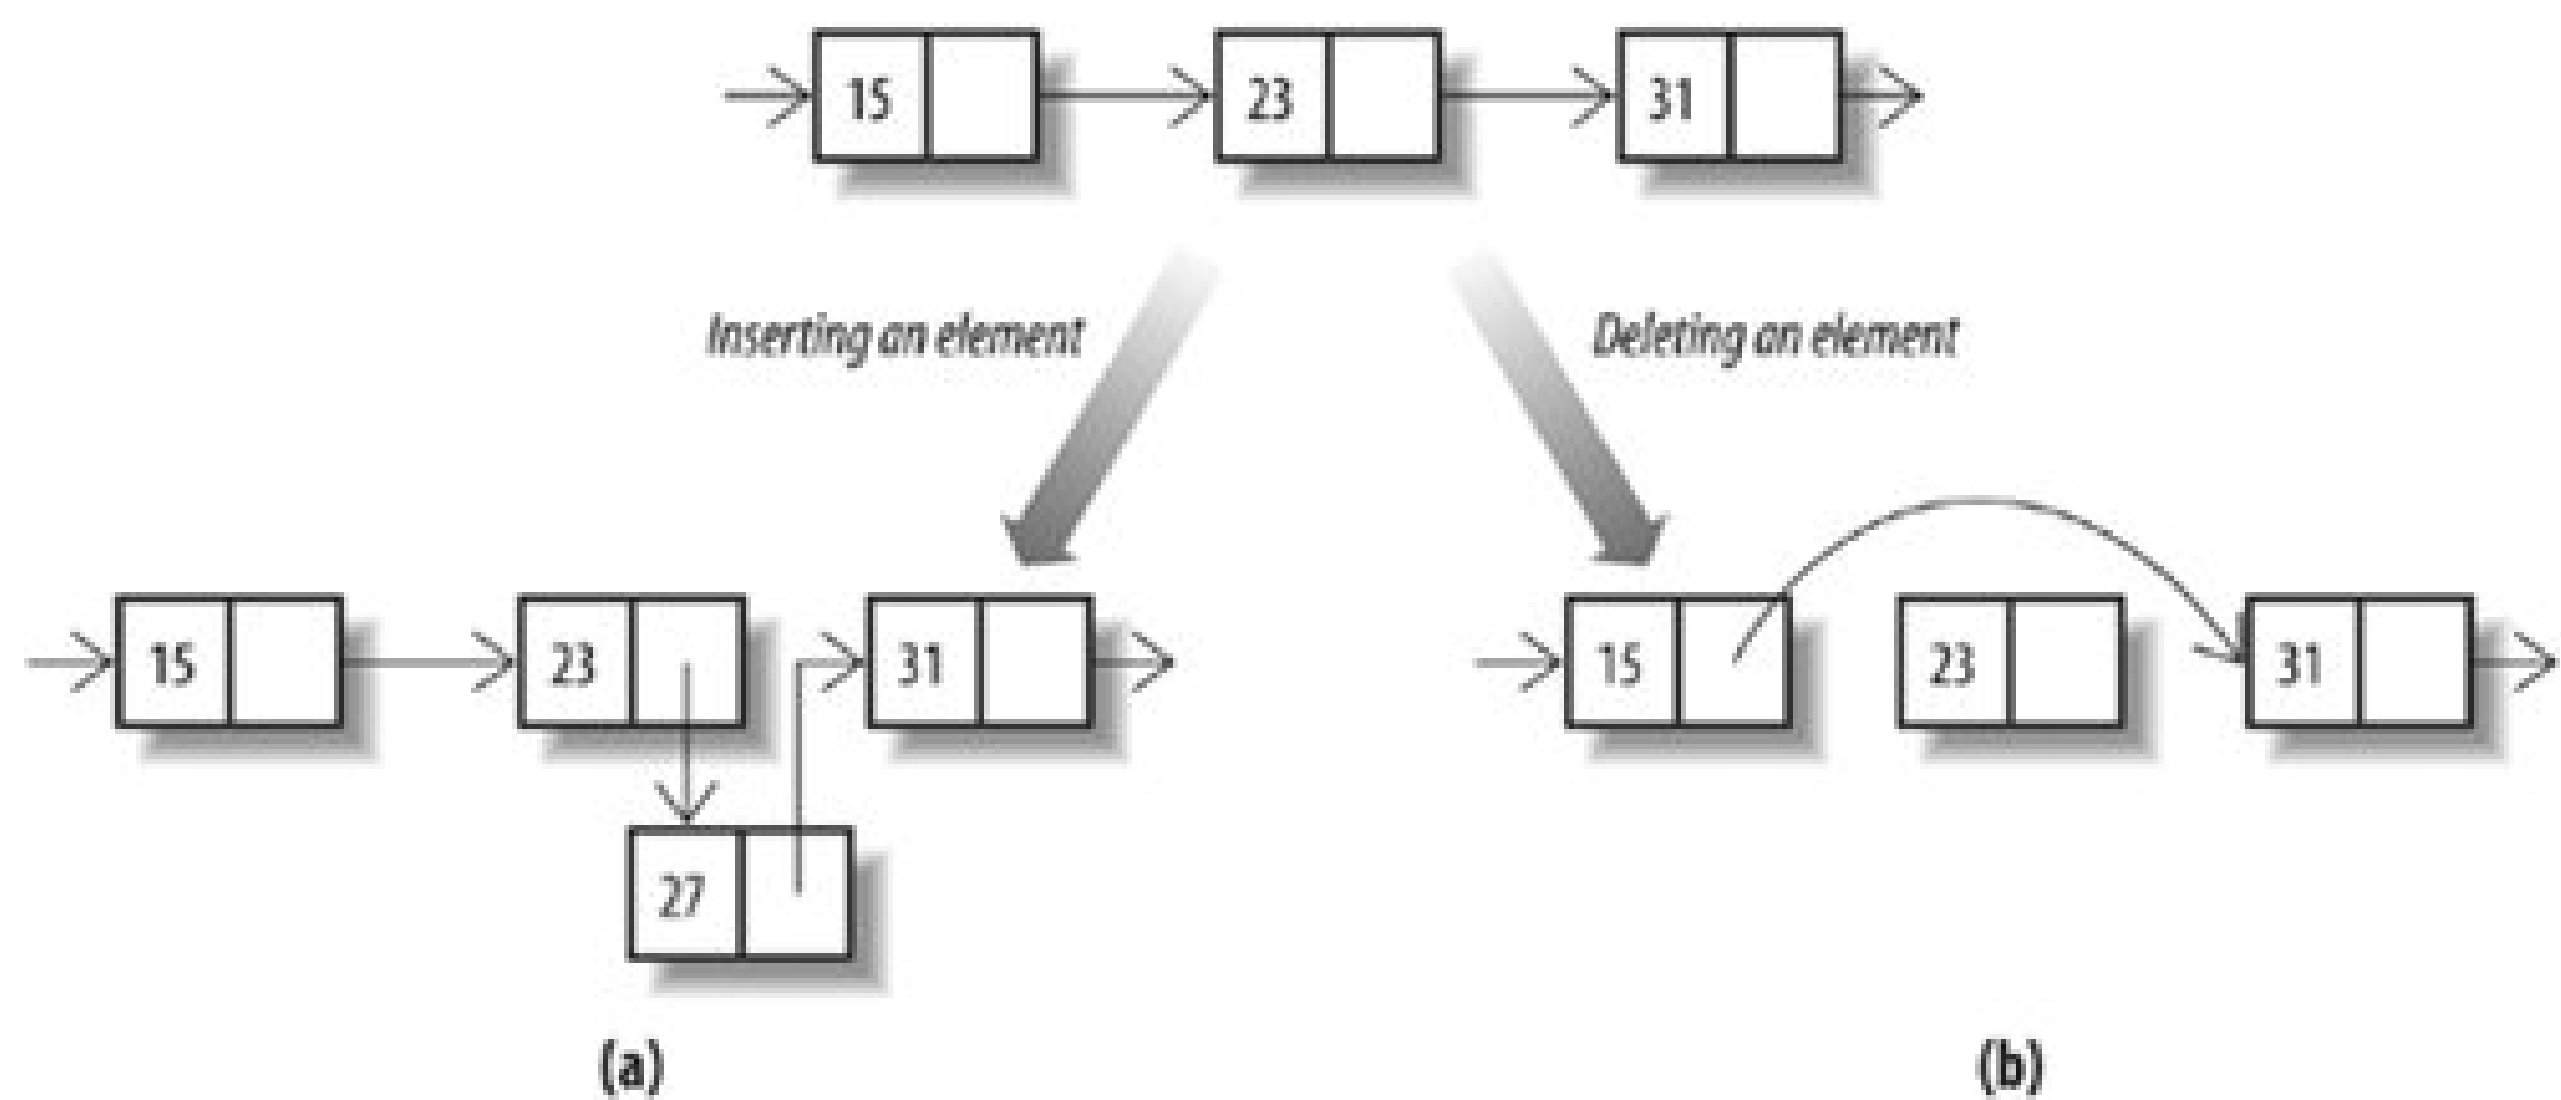 15 23 31
Inserting an element Deleting an element
15 23 31 15 23 31
27
(a) (b)